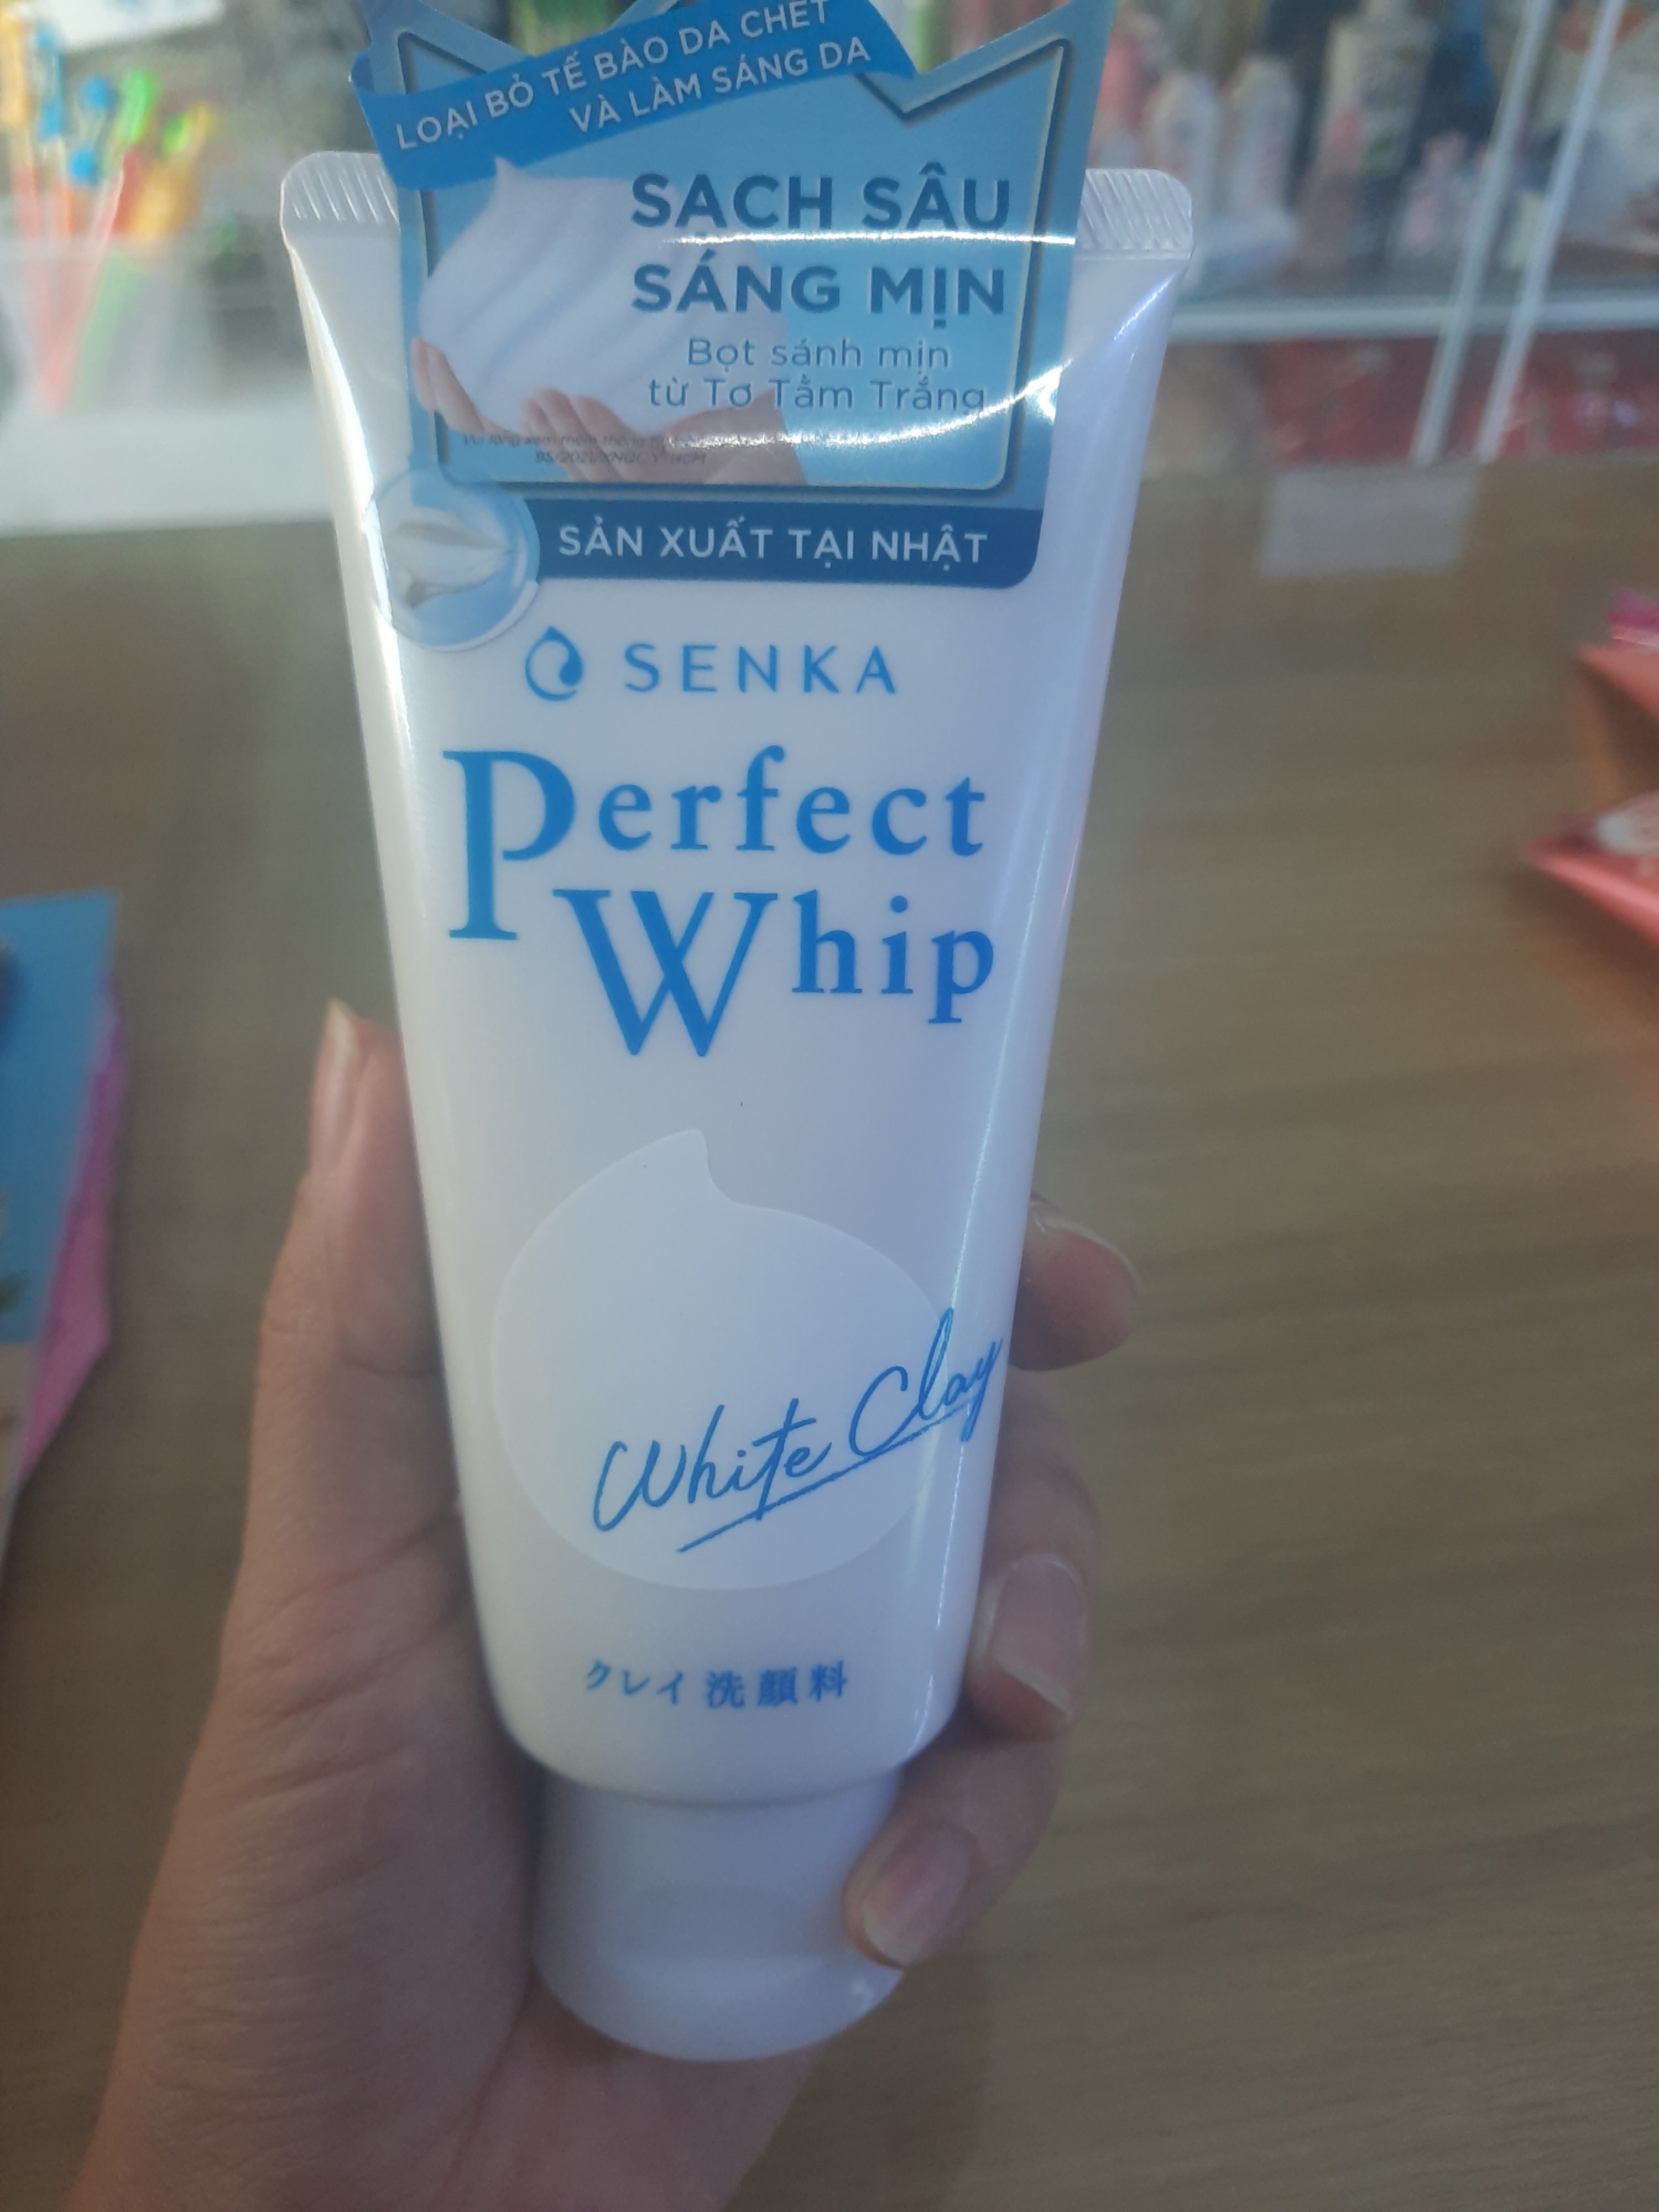 LOẠI BỎ TẾ BÀO DA CHẾT
VÀ LÀM SÁNG DA
SẠCH SÂU
SÁNG MỊN
Bọt sánh mịn
từ Tơ Tằm Trắng
SẢN XUẤT TẠI NHẬT
SENKA
Perfect
Whip
White Clay
クレイ洗顔料